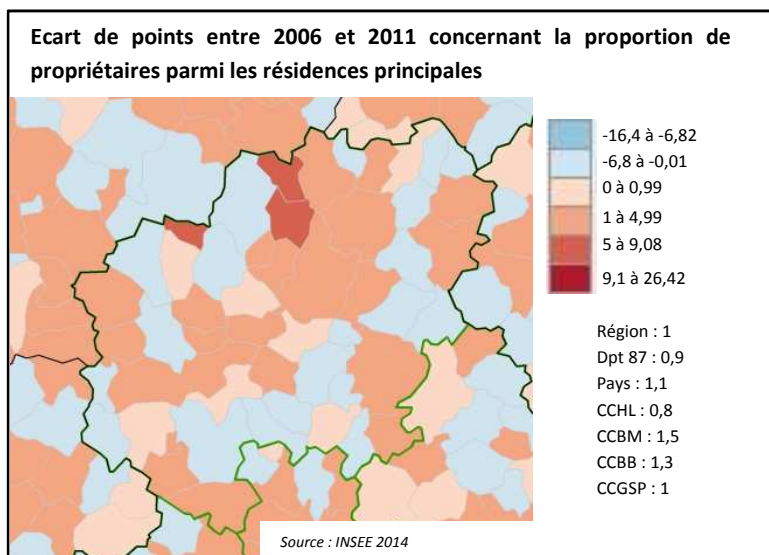 Ecart de points entre 2006 et 2011 concernant la proportion de
propriétaires parmi les résidences principales
-16,4 à -6,82
-6,8 à -0,01
0 à 0,99
1 à 4,99
5 à 9,08
9,1 à 26,42
Région : 1
Dpt 87 : 0,9
Pays : 1,1
CCHL : 0,8
CCBM : 1,5
CCBB : 1,3
CCGSP : 1
Source : INSEE 2014